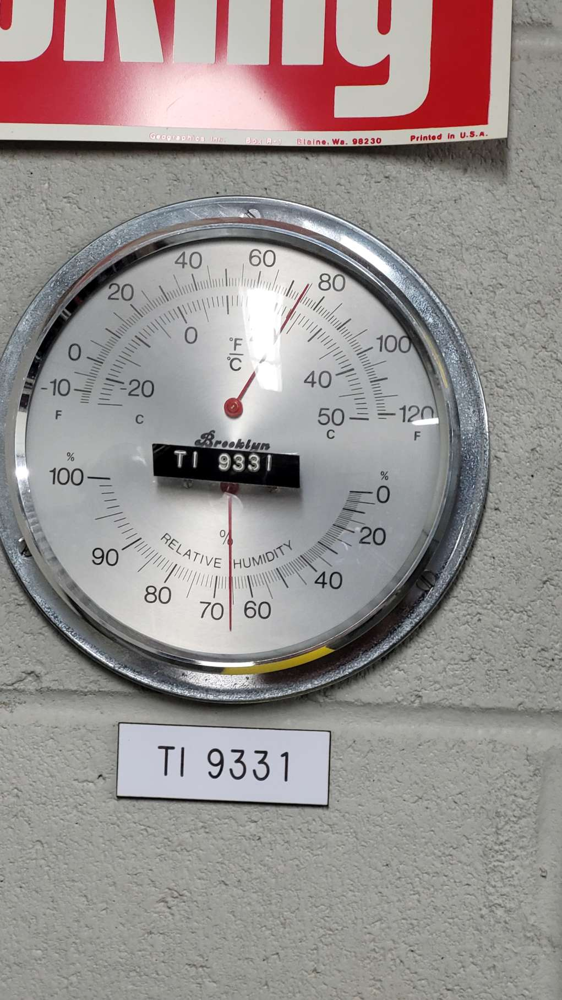 Geographics Inc. Box R-1 Blaine, Wa. 98230 Printed in U.S.A.
40 60
20 80
0 0 100
°F
°C
-10 -20 40 120
F C 50 C F
Brooklyn
TI 9331
% %
100 0
20
% 
RELATIVE HUMIDITY
90 40
80 70 60
TI 9331